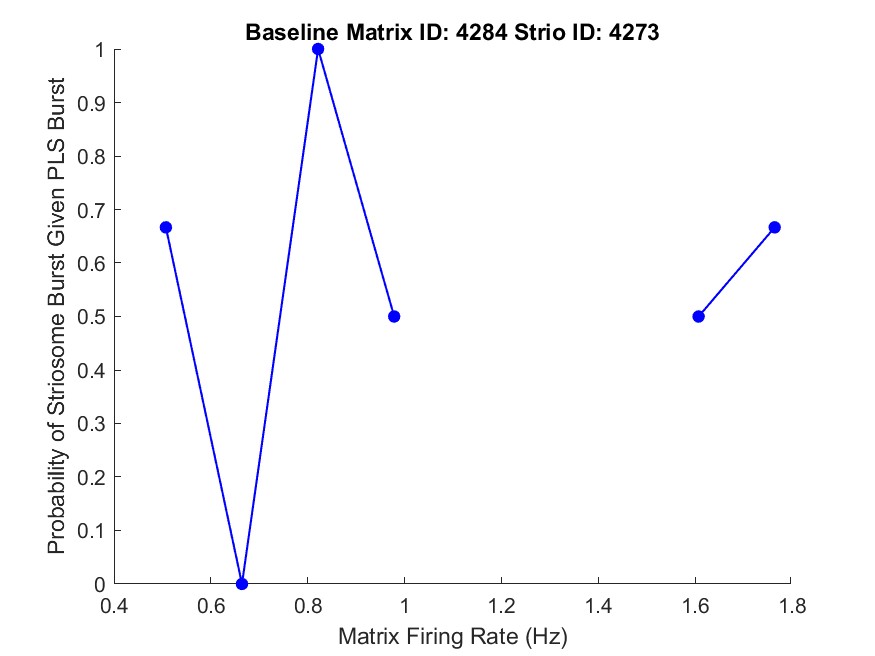 Baseline Matrix ID: 4284 Strio ID: 4273
Probability of Striosome Burst Given PLS Burst
1
0.9
0.8
0.7
0.6
0.5
0.4
0.3
0.2
0.1
0
0.4 0.6 0.8 1 1.2 1.4 1.6 1.8
Matrix Firing Rate (Hz)